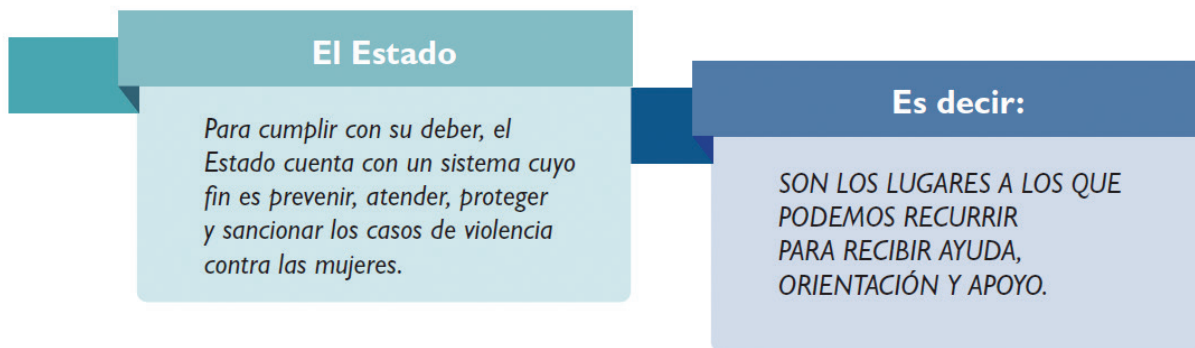 El Estado
Para cumplir con su deber, el
Estado cuenta con un sistema cuyo
fin es prevenir, atender, proteger
y sancionar los casos de violencia
contra las mujeres.
Es decir:
SON LOS LUGARES A LOS QUE
PODEMOS RECURRIR
PARA RECIBIR AYUDA,
ORIENTACIÓN Y APOYO.